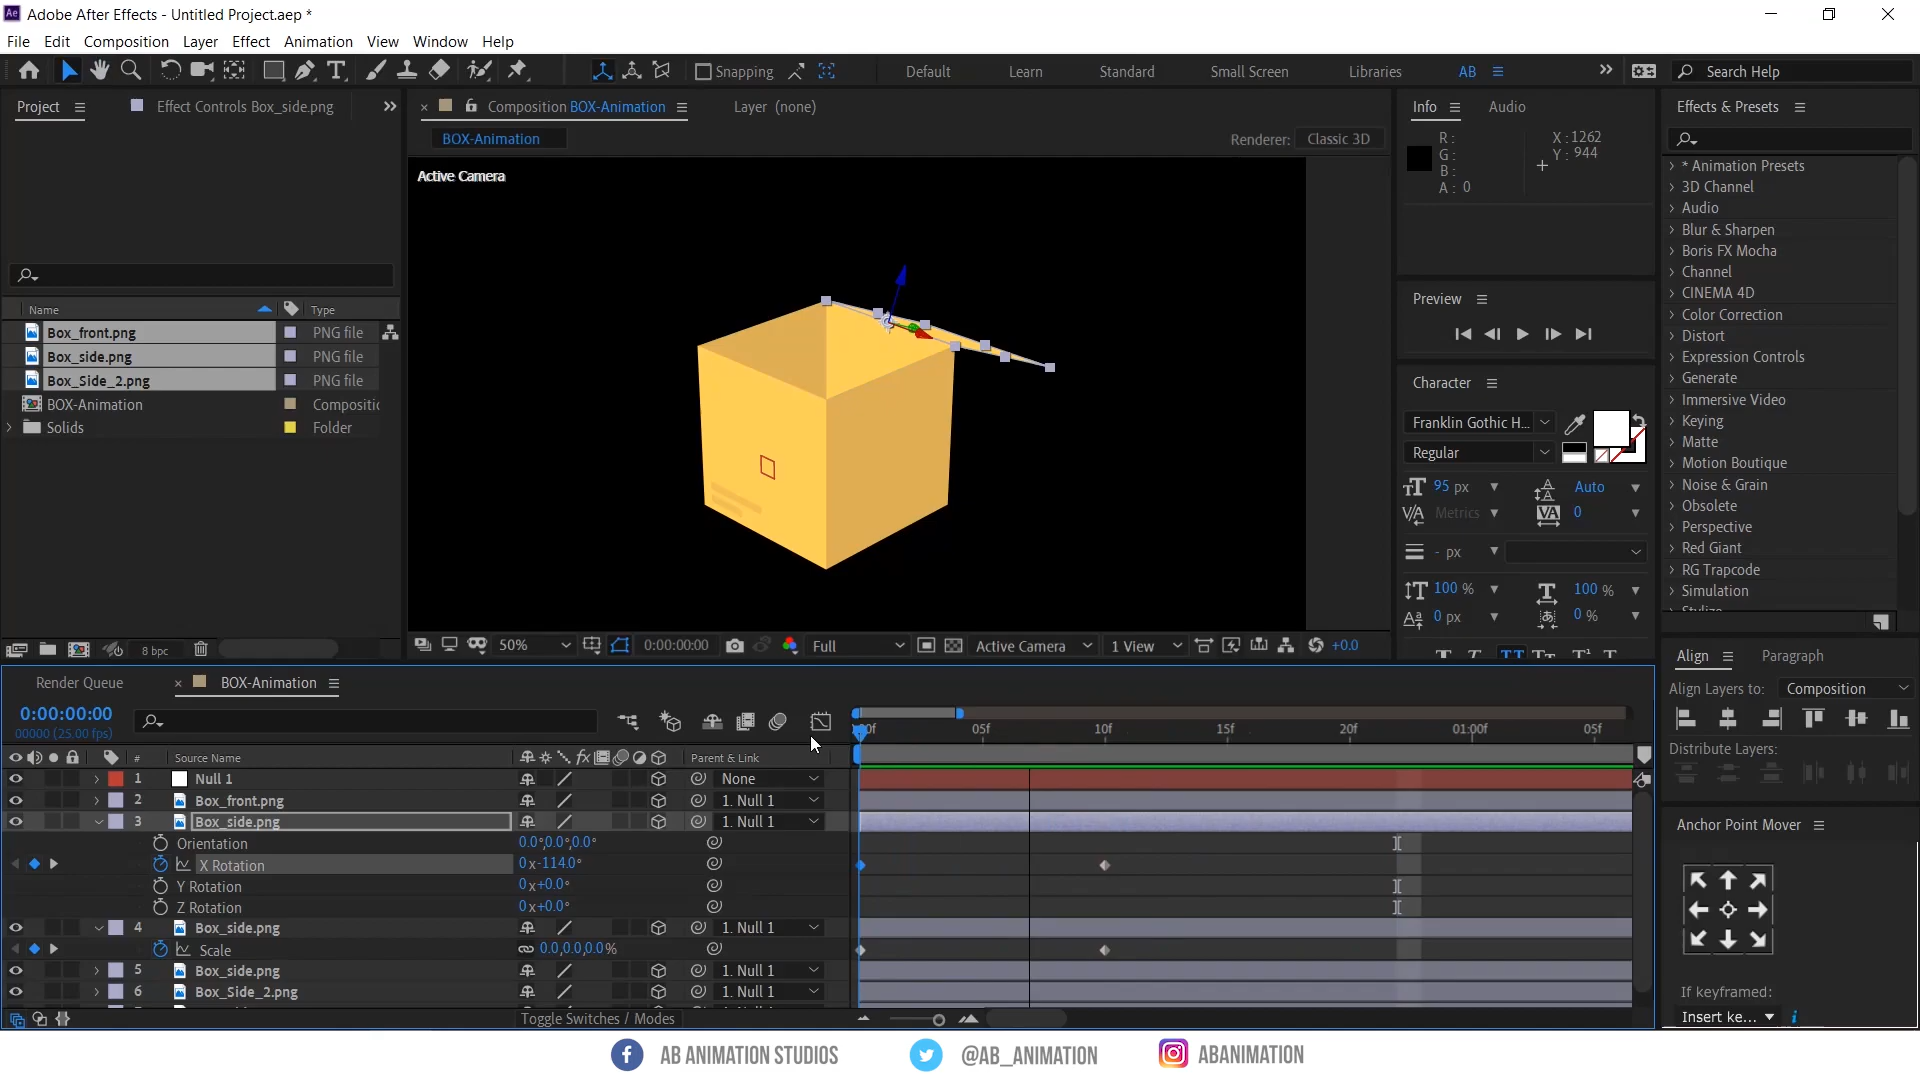 Adobe After Effects - Untitled Project.aep *
File Edit Composition Layer Effect Animation View Window Help
Snapping Default Learn Standard Small Screen Libraries AB Search Help
Project Effect Controls Box_side.png
Composition BOX-Animation Layer (none)
BOX-Animation Renderer: Classic 3D
Active Camera
Name Type
Box_front.png PNG file
Box_side.png PNG file
Box_Side_2.png PNG file
BOX-Animation
Solids Folder
8 bpc
50% 0:00:00:00 Full Active Camera 1 View +0.0
Info Audio
R: X:1262
G: Y: 944
B:
A: 0
Preview
Character
Franklin Gothic H...
Regular
95 px Auto
Metrics 0
- px
100 % 100 %
0 px 0 %
Effects & Presets
* Animation Presets
3D Channel
Audio
Blur & Sharpen
Boris FX Mocha
Channel
CINEMA 4D
Color Correction
Distort
Expression Controls
Generate
Immersive Video
Keying
Matte
Motion Boutique
Noise & Grain
Obsolete
Perspective
Red Giant
RG Trapcode
Simulation
Align Paragraph
Align Layers to: Composition
Distribute Layers:
Anchor Point Mover
If keyframed:
Insert ke...
Render Queue BOX-Animation
0:00:00:00
00000 (25.00 fps)
05f 10f 15f 20f 01:00f 05f
# Source Name fx Parent & Link
1 Null 1 None
2 Box_front.png 1. Null 1
3 Box_side.png 1. Null 1
Orientation 0.0°,0.0°,0.0°
X Rotation 0x-114.0°
Y Rotation 0x+0.0°
Z Rotation 0x+0.0°
4 Box_side.png 1. Null 1
Scale 0.0,0.0,0.0%
5 Box_side.png 1. Null 1
6 Box_Side_2.png 1. Null 1
Toggle Switches / Modes
AB ANIMATION STUDIOS @AB_ANIMATION ABANIMATION